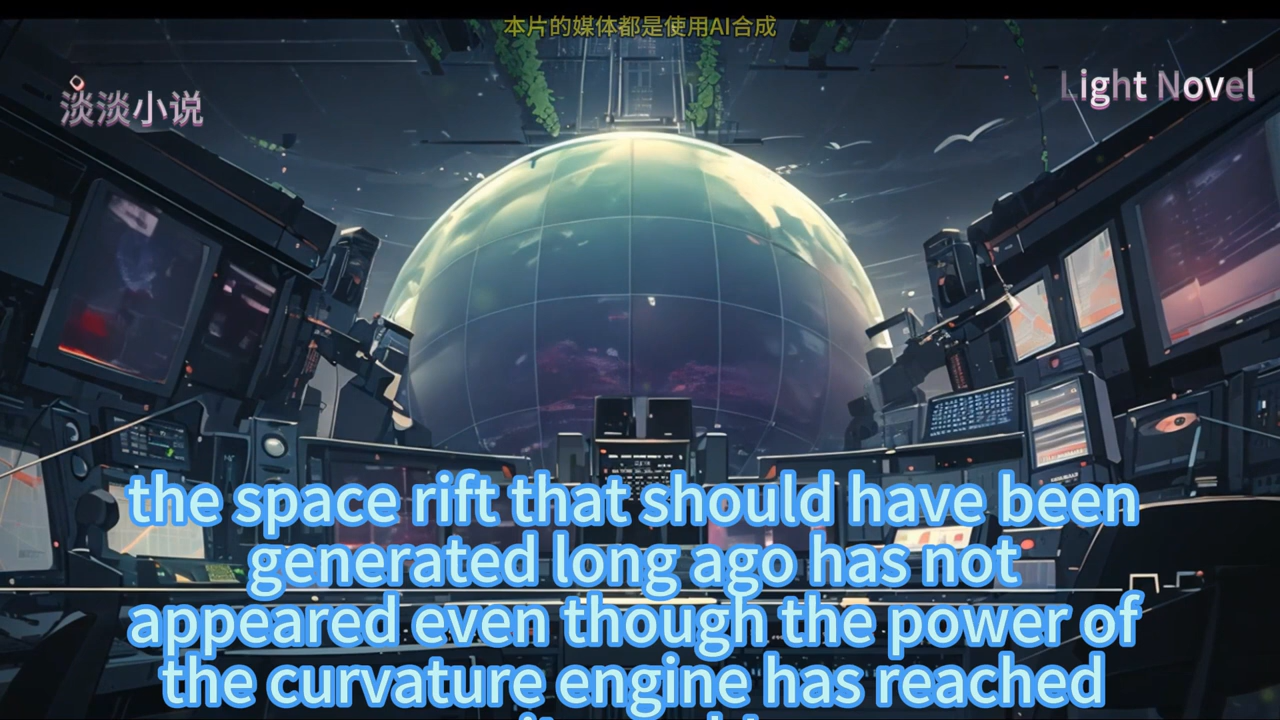 本片的媒体都是使用AI合成
淡淡小说
Light Novel
the space rift that should have been
generated long ago has not
appeared even though the power of
the curvature engine has reached